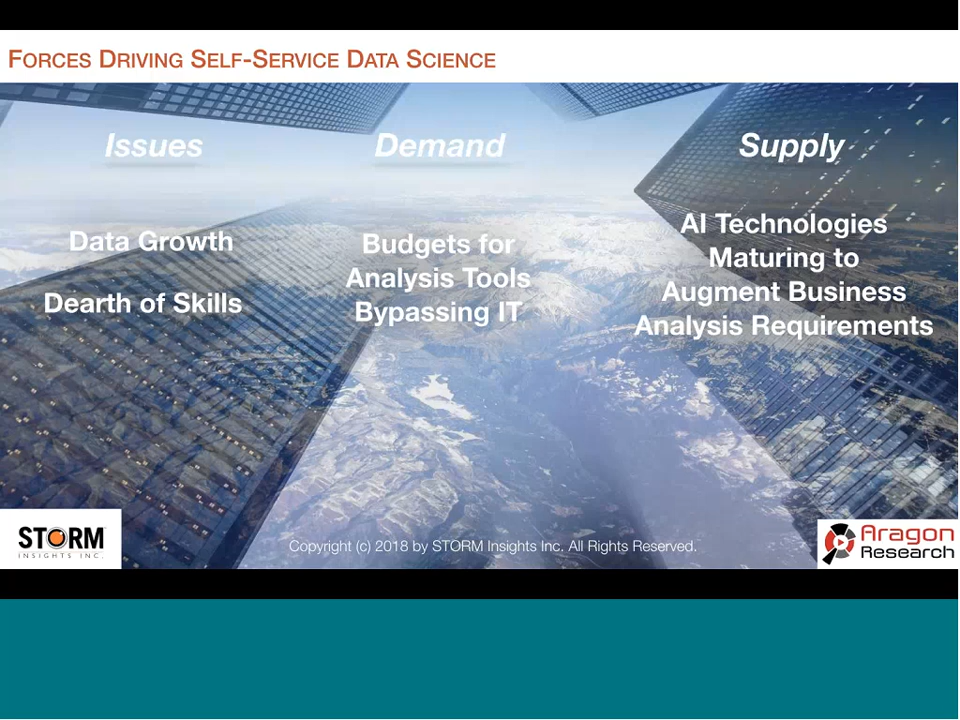 FORCES DRIVING SELF-SERVICE DATA SCIENCE
Issues
Data Growth
Dearth of Skills
Demand
Budgets for
Analysis Tools
Bypassing IT
Supply
AI Technologies
Maturing to
Augment Business
Analysis Requirements
STORM
INSIGHTS INC.
Copyright (c) 2018 by STORM Insights Inc. All Rights Reserved.
Aragon
Research